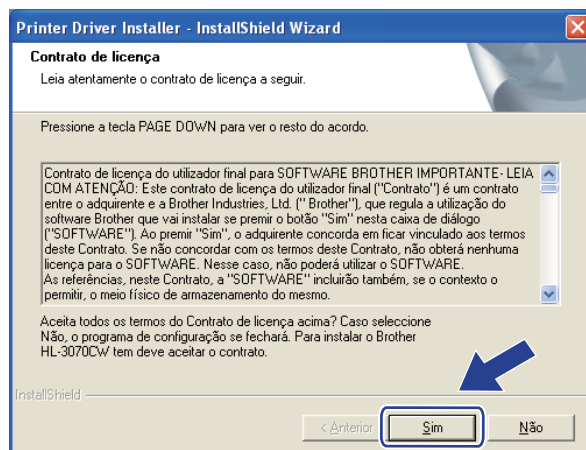 Printer Driver Installer - InstallShield Wizard
Contrato de licença
Leia atentamente o contrato de licença a seguir.
Pressione a tecla PAGE DOWN para ver o resto do acordo.
Contrato de licença do utilizador final para SOFTWARE BROTHER IMPORTANTE- LEIA
COM ATENÇÃO: Este contrato de licença do utilizador final ("Contrato") é um contrato
entre o adquirente e a Brother Industries, Ltd. (" Brother"), que regula a utilização do
software Brother que vai instalar se premir o botão "Sim" nesta caixa de diálogo
("SOFTWARE"). Ao premir "Sim", o adquirente concorda em ficar vinculado aos termos
deste Contrato. Se não concordar com os termos deste Contrato, não obterá nenhuma
licença para o SOFTWARE. Nesse caso, não poderá utilizar o SOFTWARE.
As referências, neste Contrato, a "SOFTWARE" incluirão também, se o contexto o
permitir, o meio físico de armazenamento do mesmo.
Aceita todos os termos do Contrato de licença acima? Caso seleccione
Não, o programa de configuração se fechará. Para instalar o Brother
HL-3070CW tem deve aceitar o contrato.
InstallShield
< Anterior
Sim
Não